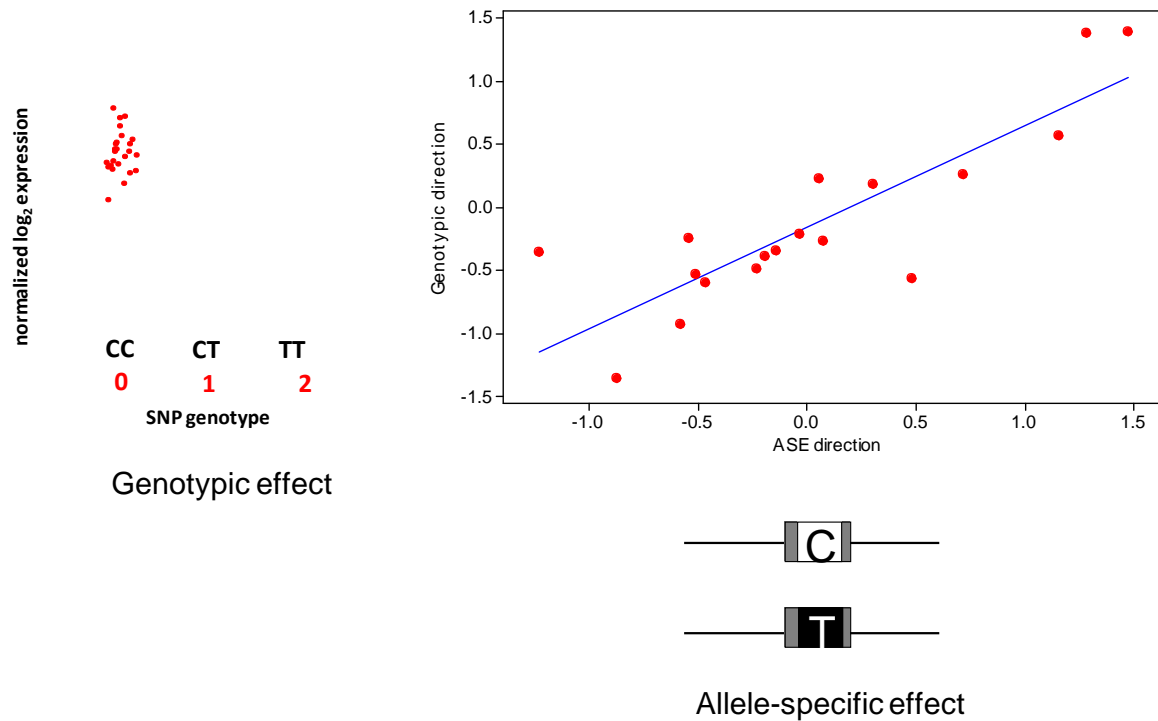 normalized log2 expression
CC CT TT
0 1 2
SNP genotype
Genotypic effect
1.5
1.0
0.5
0.0
-0.5
-1.0
-1.5
Genotypic direction
-1.0 -0.5 0.0 0.5 1.0 1.5
ASE direction
C
T
Allele-specific effect